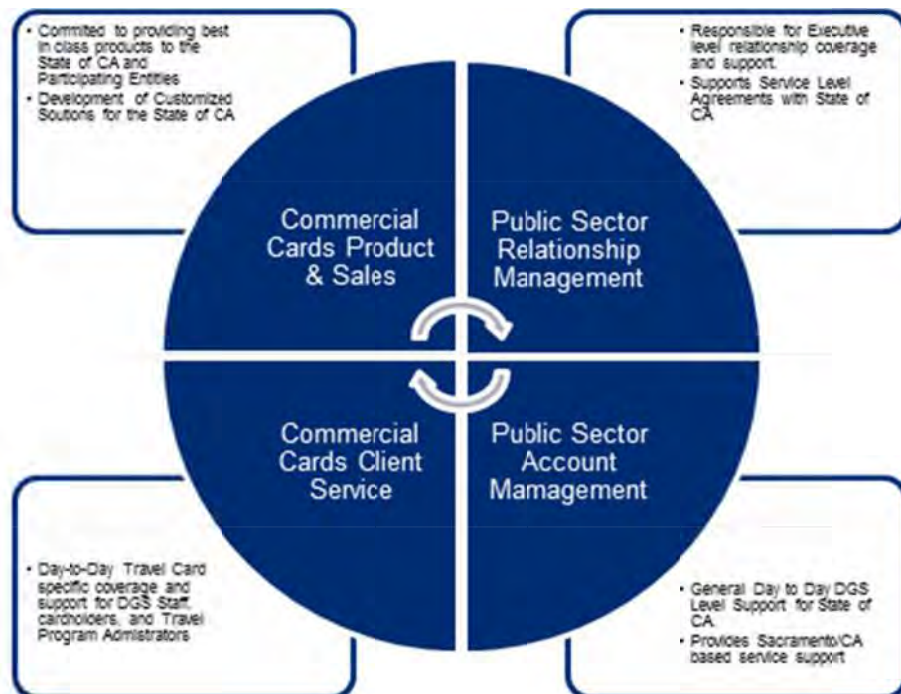 • Commited to providing best
in class products to the
State of CA and
Participating Entities
• Development of Customized
Soutions for the State of CA
• Responsible for Executive
level relationship coverage
and support.
• Supports Service Level
Agreements with State of
CA
Commercial
Cards Product
& Sales
Public Sector
Relationship
Management
Commercial
Cards Client
Service
Public Sector
Account
Mamagement
• Day-to-Day Travel Card
specific coverage and
support for DGS Staff,
cardholders, and Travel
Program Admistrators
• General Day to Day DGS
Level Support for State of
CA.
• Provides Sacramento/CA
based service support